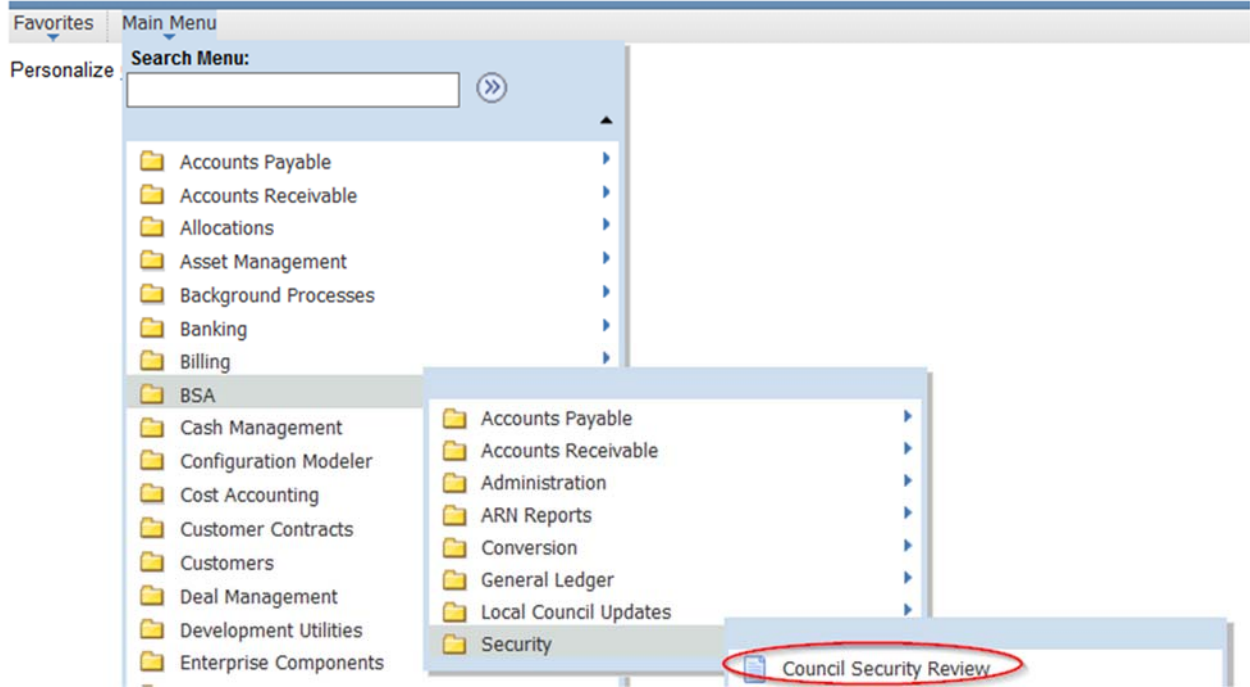 Favorites Main Menu
Personalize
Search Menu:
Accounts Payable
Accounts Receivable
Allocations
Asset Management
Background Processes
Banking
Billing
BSA
Cash Management
Configuration Modeler
Cost Accounting
Customer Contracts
Customers
Deal Management
Development Utilities
Enterprise Components
Accounts Payable
Accounts Receivable
Administration
ARN Reports
Conversion
General Ledger
Local Council Updates
Security
Council Security Review